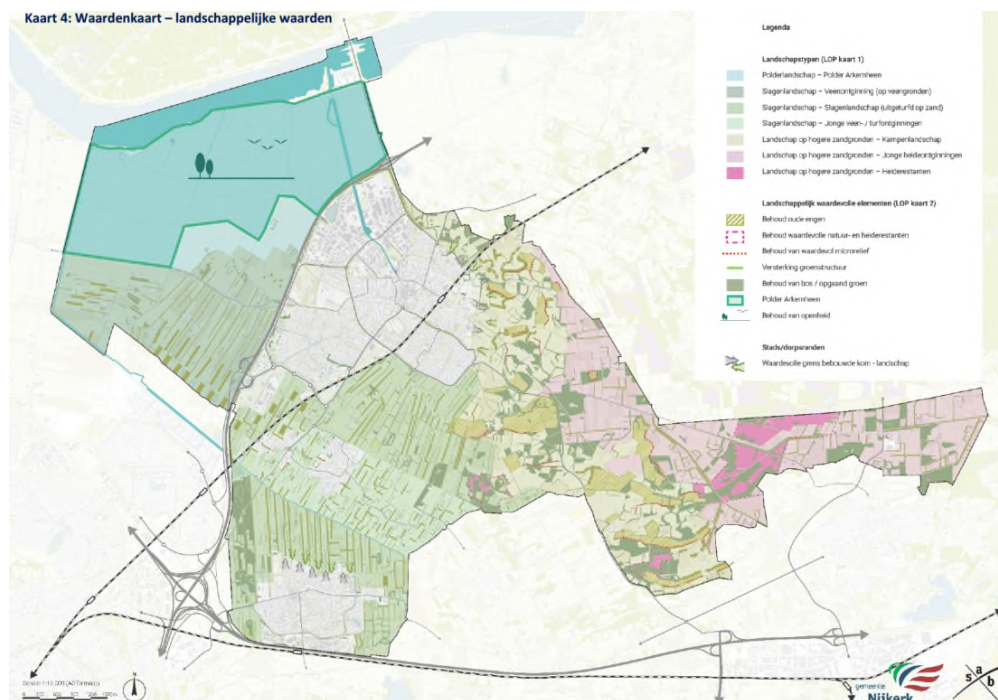 Kaart 4: Waardenkaart – landschappelijke waarden
Legenda
Landschapstypen (LOP kaart 1)
Polderlandschap – Polder Arkemheen
Slagenlandschap – Veenontginning (op veengronden)
Slagenlandschap – Slagenlandschap (uitgeturfd op zand)
Slagenlandschap – Jonge veen- / turfontginningen
Landschap op hogere zandgronden – Kampenlandschap
Landschap op hogere zandgronden – Jonge heideontginningen
Landschap op hogere zandgronden – Heiderestanten
Landschappelijk waardevolle elementen (LOP kaart 2)
Behoud oude engen
Behoud waardevolle natuur- en heiderestanten
Behoud van waardevol microreliëf
Versterking groenstructuur
Behoud van bos / opgaand groen
Polder Arkemheen
Behoud van openheid
Stads/dorpsranden
Waardevolle grens bebouwde kom - landschap
gemeente
Nijkerk
s a b